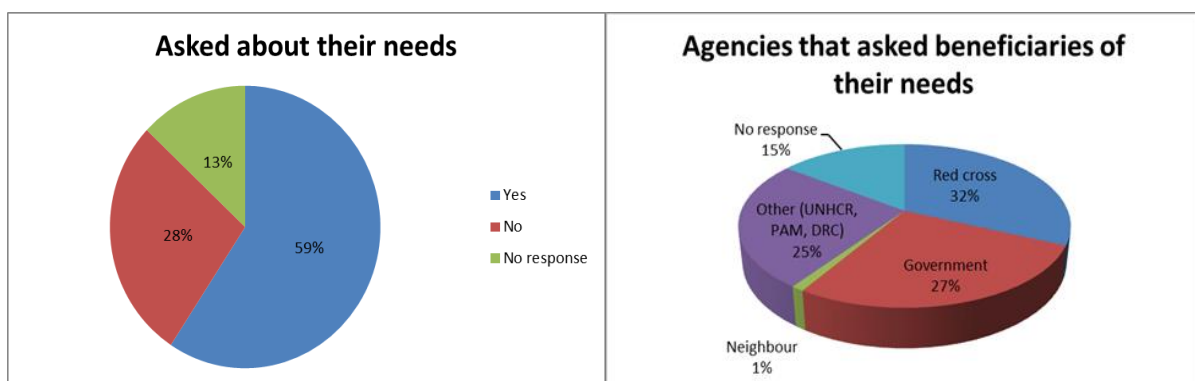 Asked about their needs
13%
28%
59%
Yes
No
No response
Agencies that asked beneficiaries of
their needs
No response
15%
Red cross
32%
Other (UNHCR,
PAM, DRC)
25%
Government
27%
Neighbour
1%